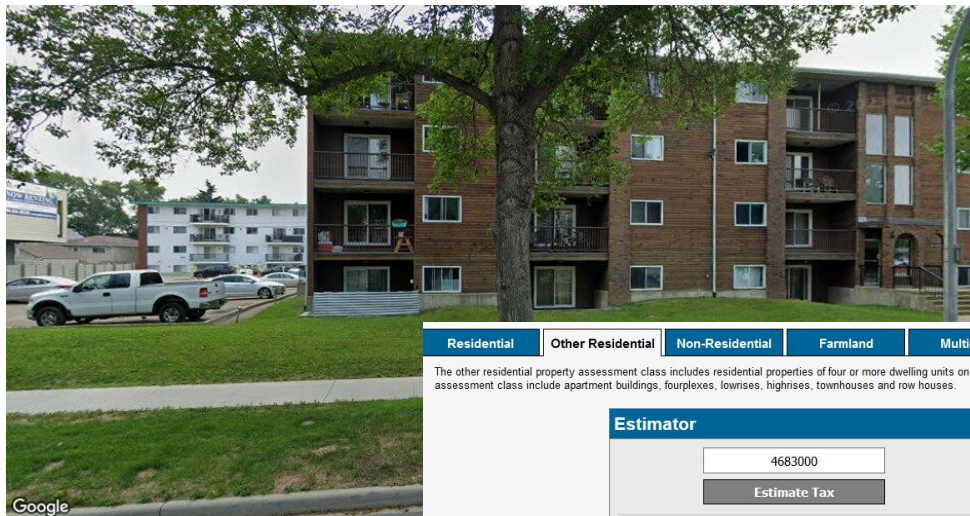 NOW RENTING
Google
Residential
Other Residential
Non-Residential
Farmland
Multi
The other residential property assessment class includes residential properties of four or more dwelling units on
assessment class include apartment buildings, fourplexes, lowrises, highrises, townhouses and row houses.
Estimator
4683000
Estimate Tax